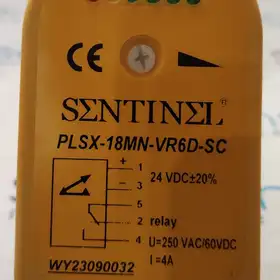 CE
SENTINEL®
PLSX-18MN-VR6D-SC
+ 1
24 VDC±20%
- 3
5
2 relay
4 U=250 VAC/60VDC
I=4A
WY23090032